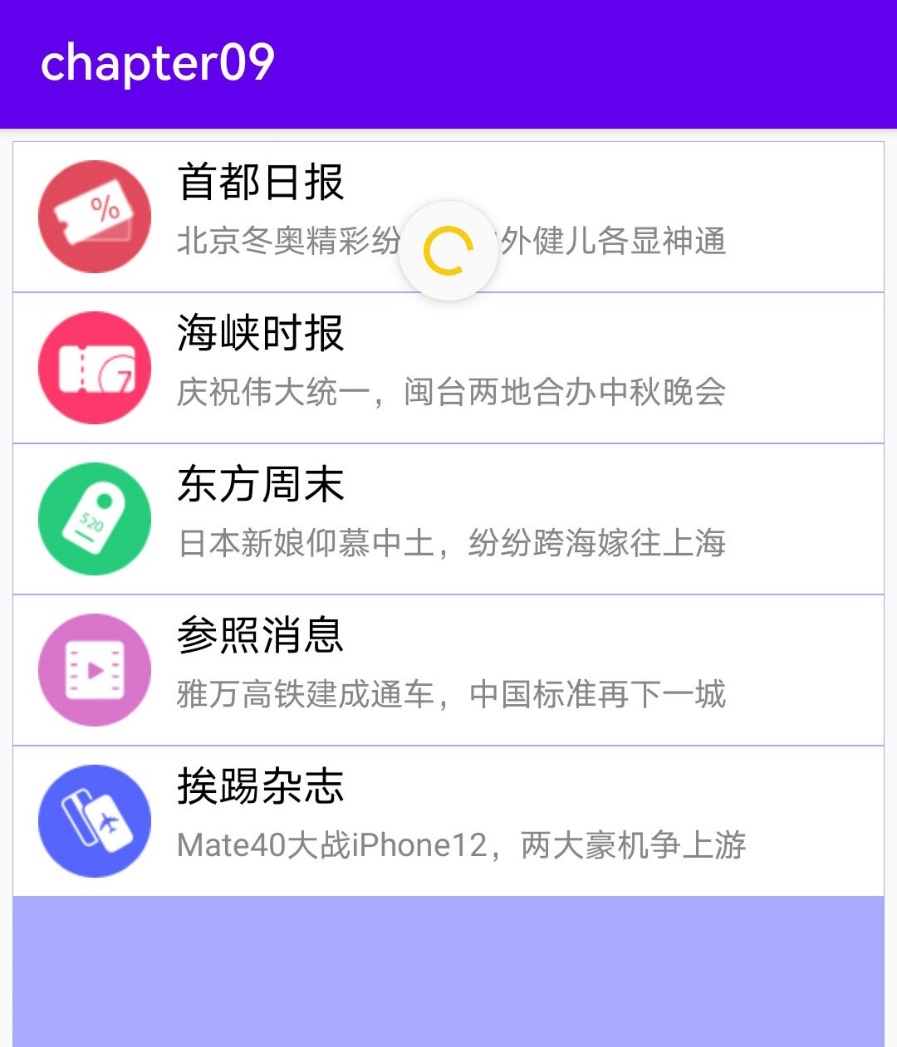 chapter09
%
首都日报
北京冬奥精彩纷 外健儿各显神通
7
海峡时报
庆祝伟大统一，闽台两地合办中秋晚会
520
东方周末
日本新娘仰慕中土，纷纷跨海嫁往上海
参照消息
雅万高铁建成通车，中国标准再下一城
挨踢杂志
Mate40大战iPhone12，两大豪机争上游